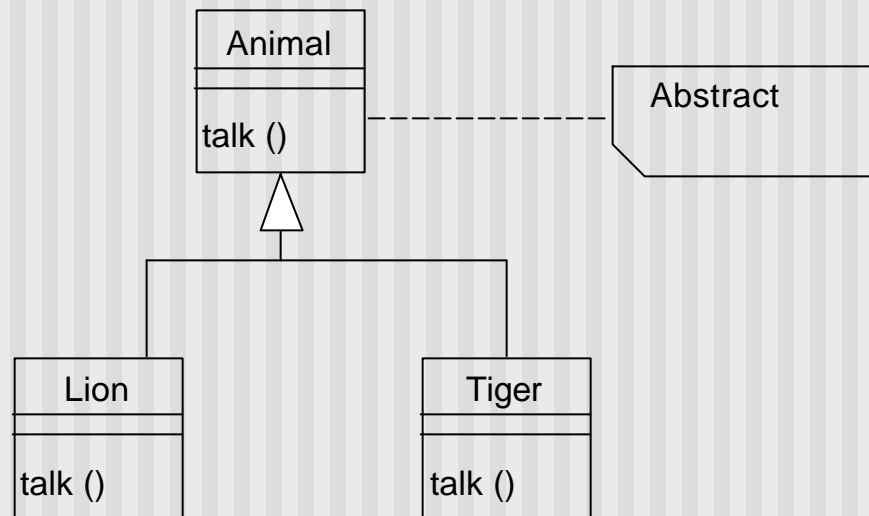 Animal
talk ()
Abstract
Lion
talk ()
Tiger
talk ()